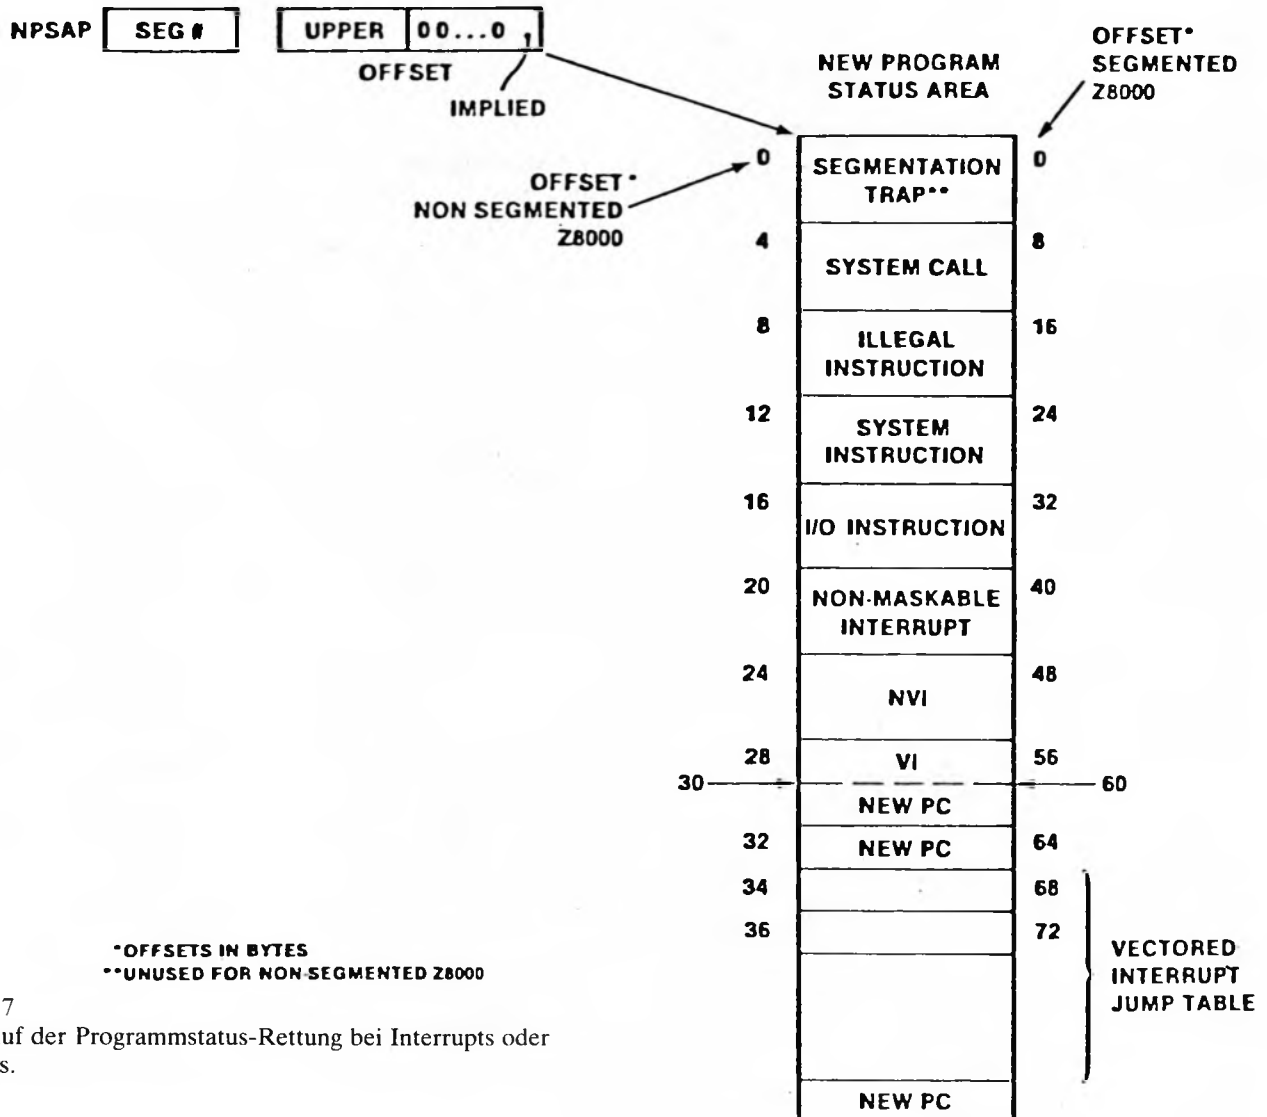 NPSAP SEG # UPPER 00...0
OFFSET
IMPLIED
NEW PROGRAM
STATUS AREA
OFFSET*
SEGMENTED
Z8000
OFFSET*
NON SEGMENTED
Z8000
0 SEGMENTATION TRAP** 0
4 SYSTEM CALL 8
8 ILLEGAL INSTRUCTION 16
12 SYSTEM INSTRUCTION 24
16 I/O INSTRUCTION 32
20 NON-MASKABLE INTERRUPT 40
24 NVI 48
28 VI 56
30 60
NEW PC
32 NEW PC 64
34 68
36 72
VECTORED
INTERRUPT
JUMP TABLE
NEW PC
*OFFSETS IN BYTES
**UNUSED FOR NON-SEGMENTED Z8000
7
uf der Programmstatus-Rettung bei Interrupts oder
s.